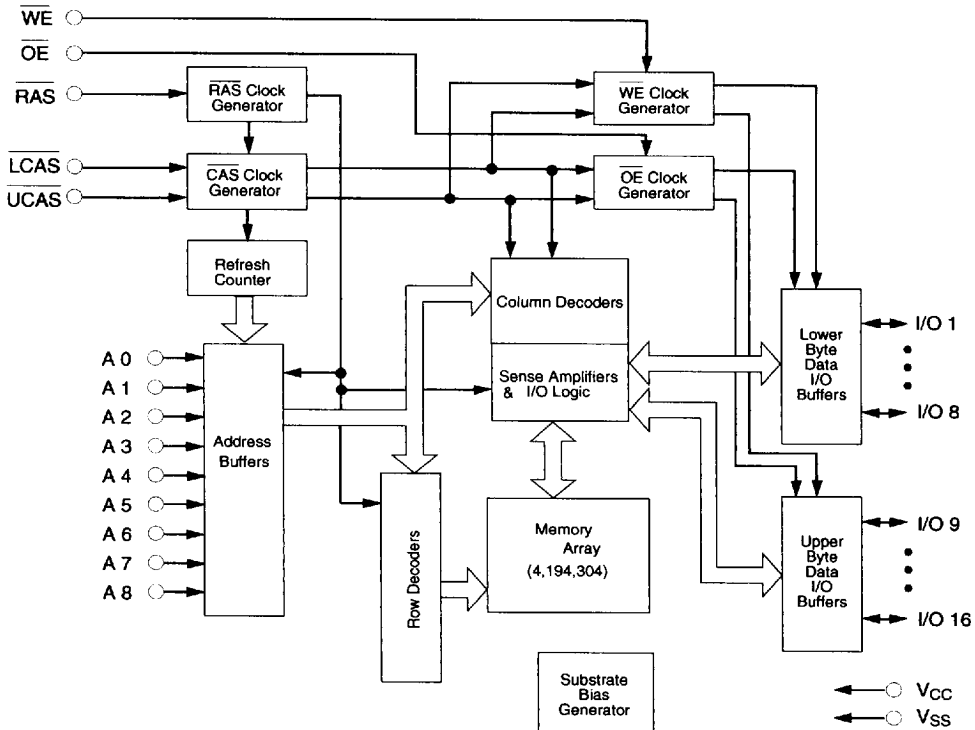 WE
OE
RAS
LCAS
UCAS
RAS Clock
Generator
CAS Clock
Generator
Refresh
Counter
WE Clock
Generator
OE Clock
Generator
A 0
A 1
A 2
A 3
A 4
A 5
A 6
A 7
A 8
Address
Buffers
Column Decoders
Sense Amplifiers
& I/O Logic
Row Decoders
Memory
Array
(4,194,304)
Lower
Byte
Data
I/O
Buffers
I/O 1
I/O 8
Upper
Byte
Data
I/O
Buffers
I/O 9
I/O 16
Substrate
Bias
Generator
VCC
VSS